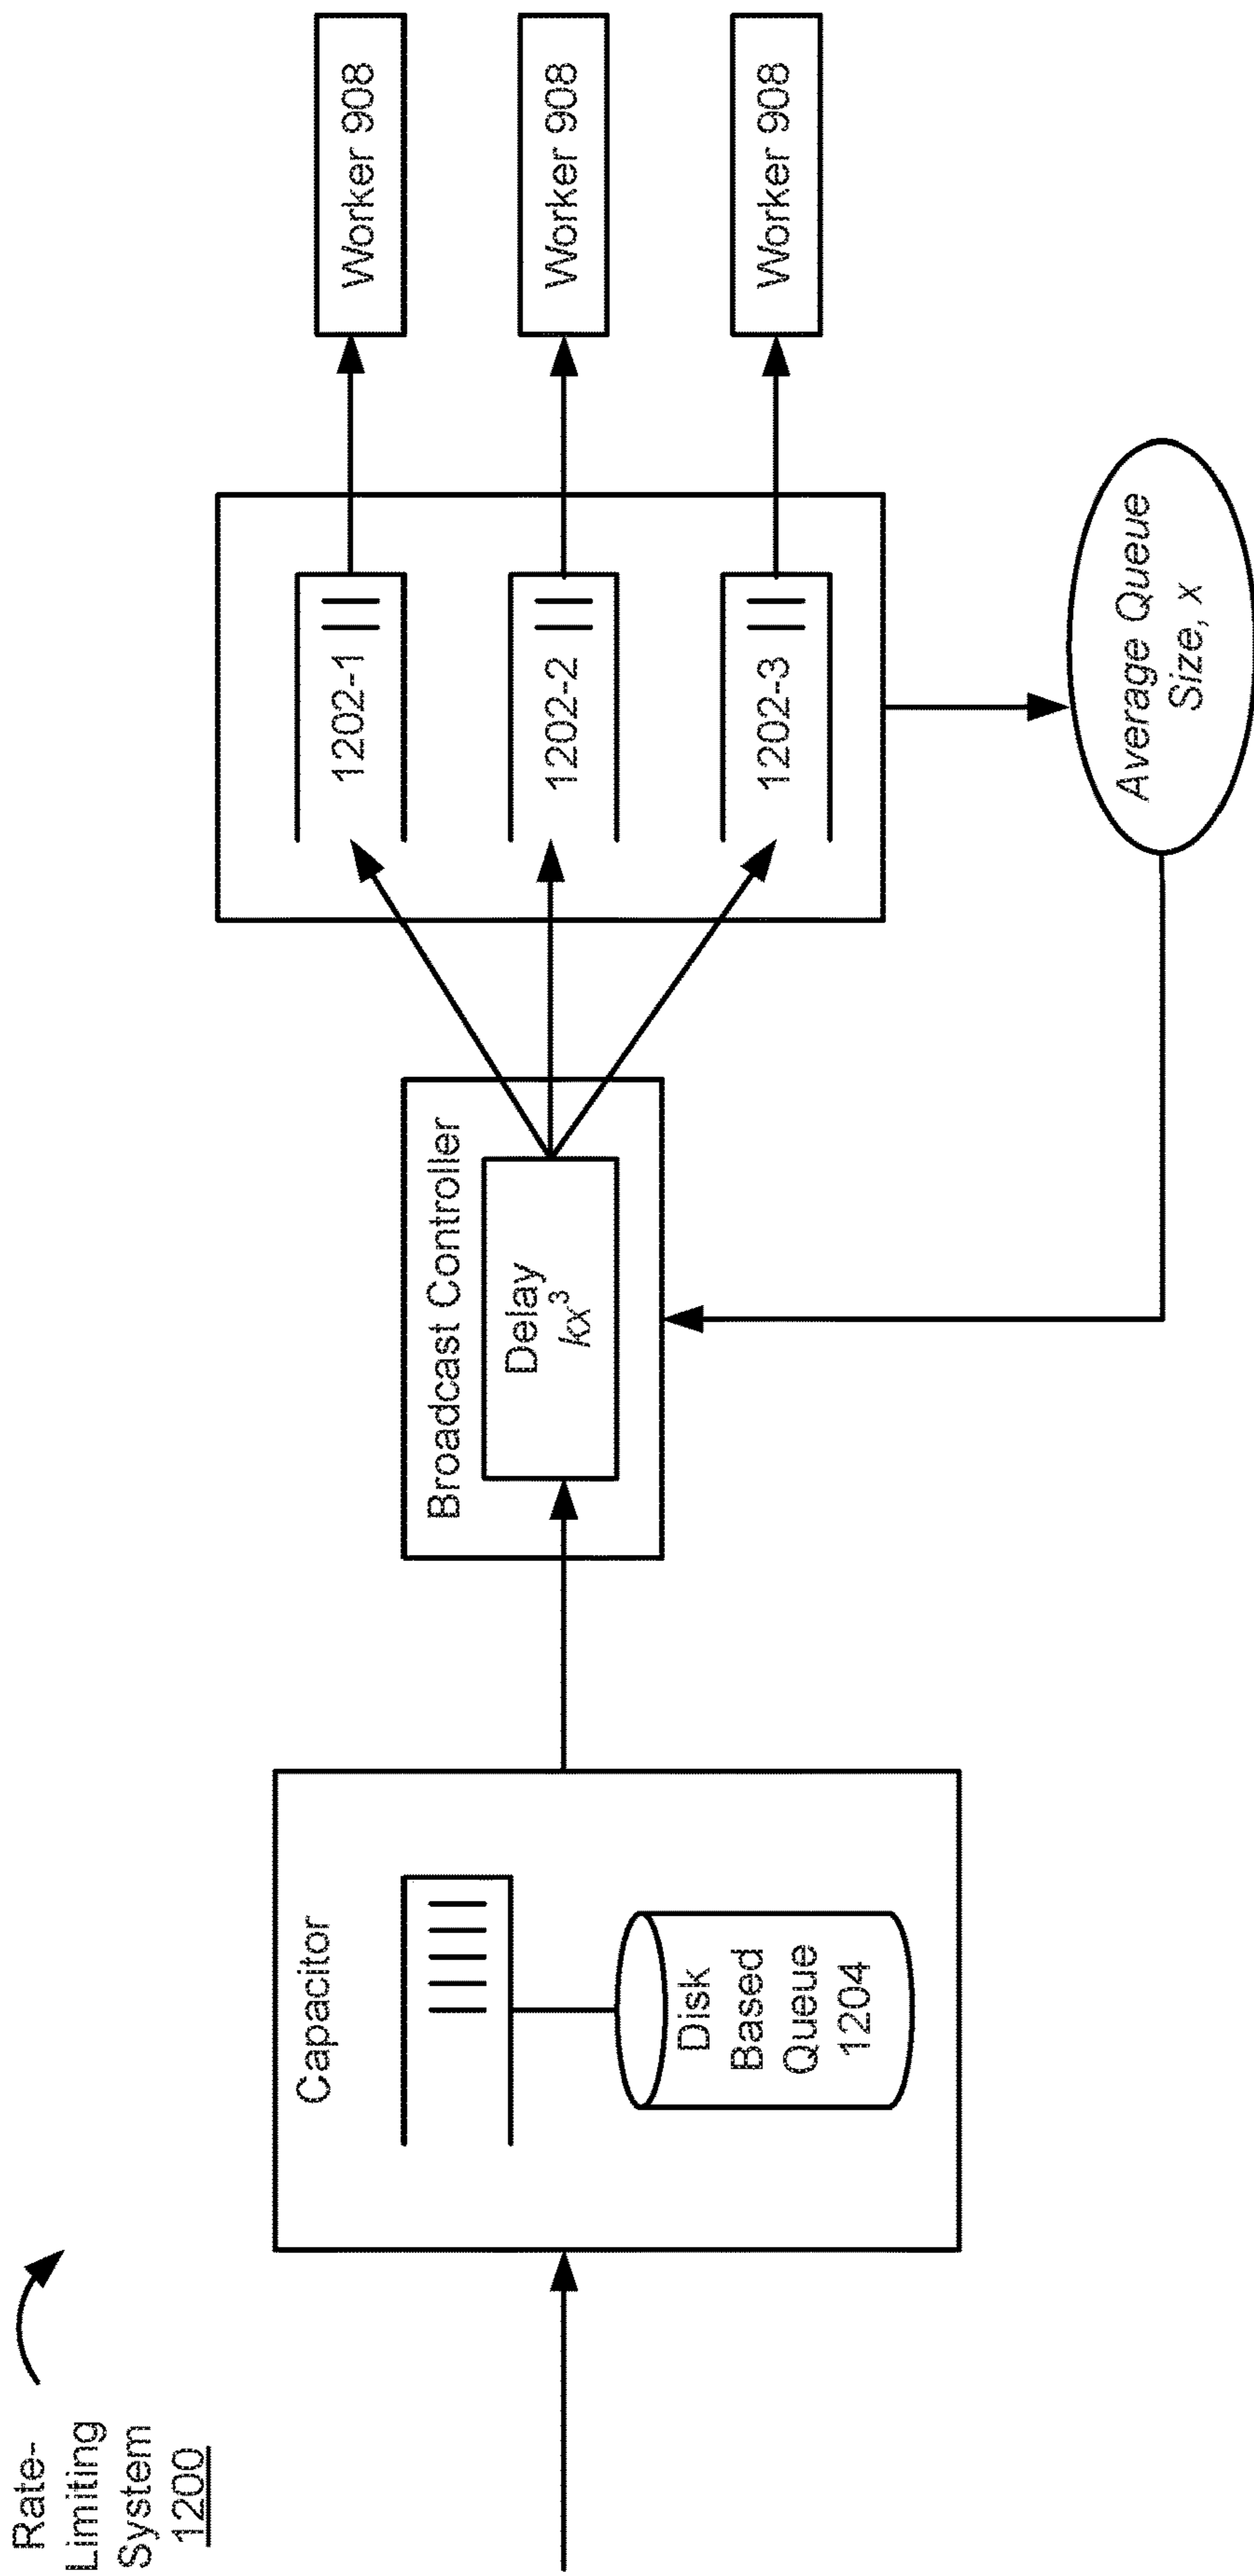 Rate-
Limiting
System
1200
Capacitor
Disk
Based
Queue
1204
Broadcast Controller
Delay
kx³
1202-1
1202-2
1202-3
Worker 908
Worker 908
Worker 908
Average Queue
Size, x